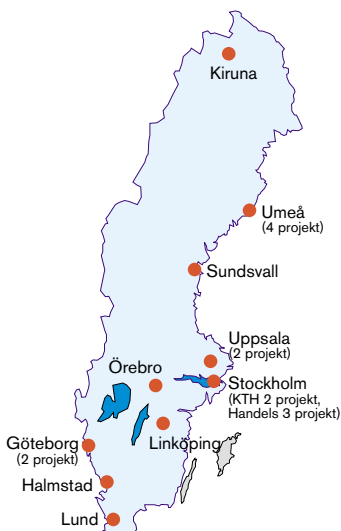 Kiruna
Umeå
(4 projekt)
Sundsvall
Uppsala
(2 projekt)
Örebro
Stockholm
(KTH 2 projekt,
Handels 3 projekt)
Linköping
Göteborg
(2 projekt)
Halmstad
Lund